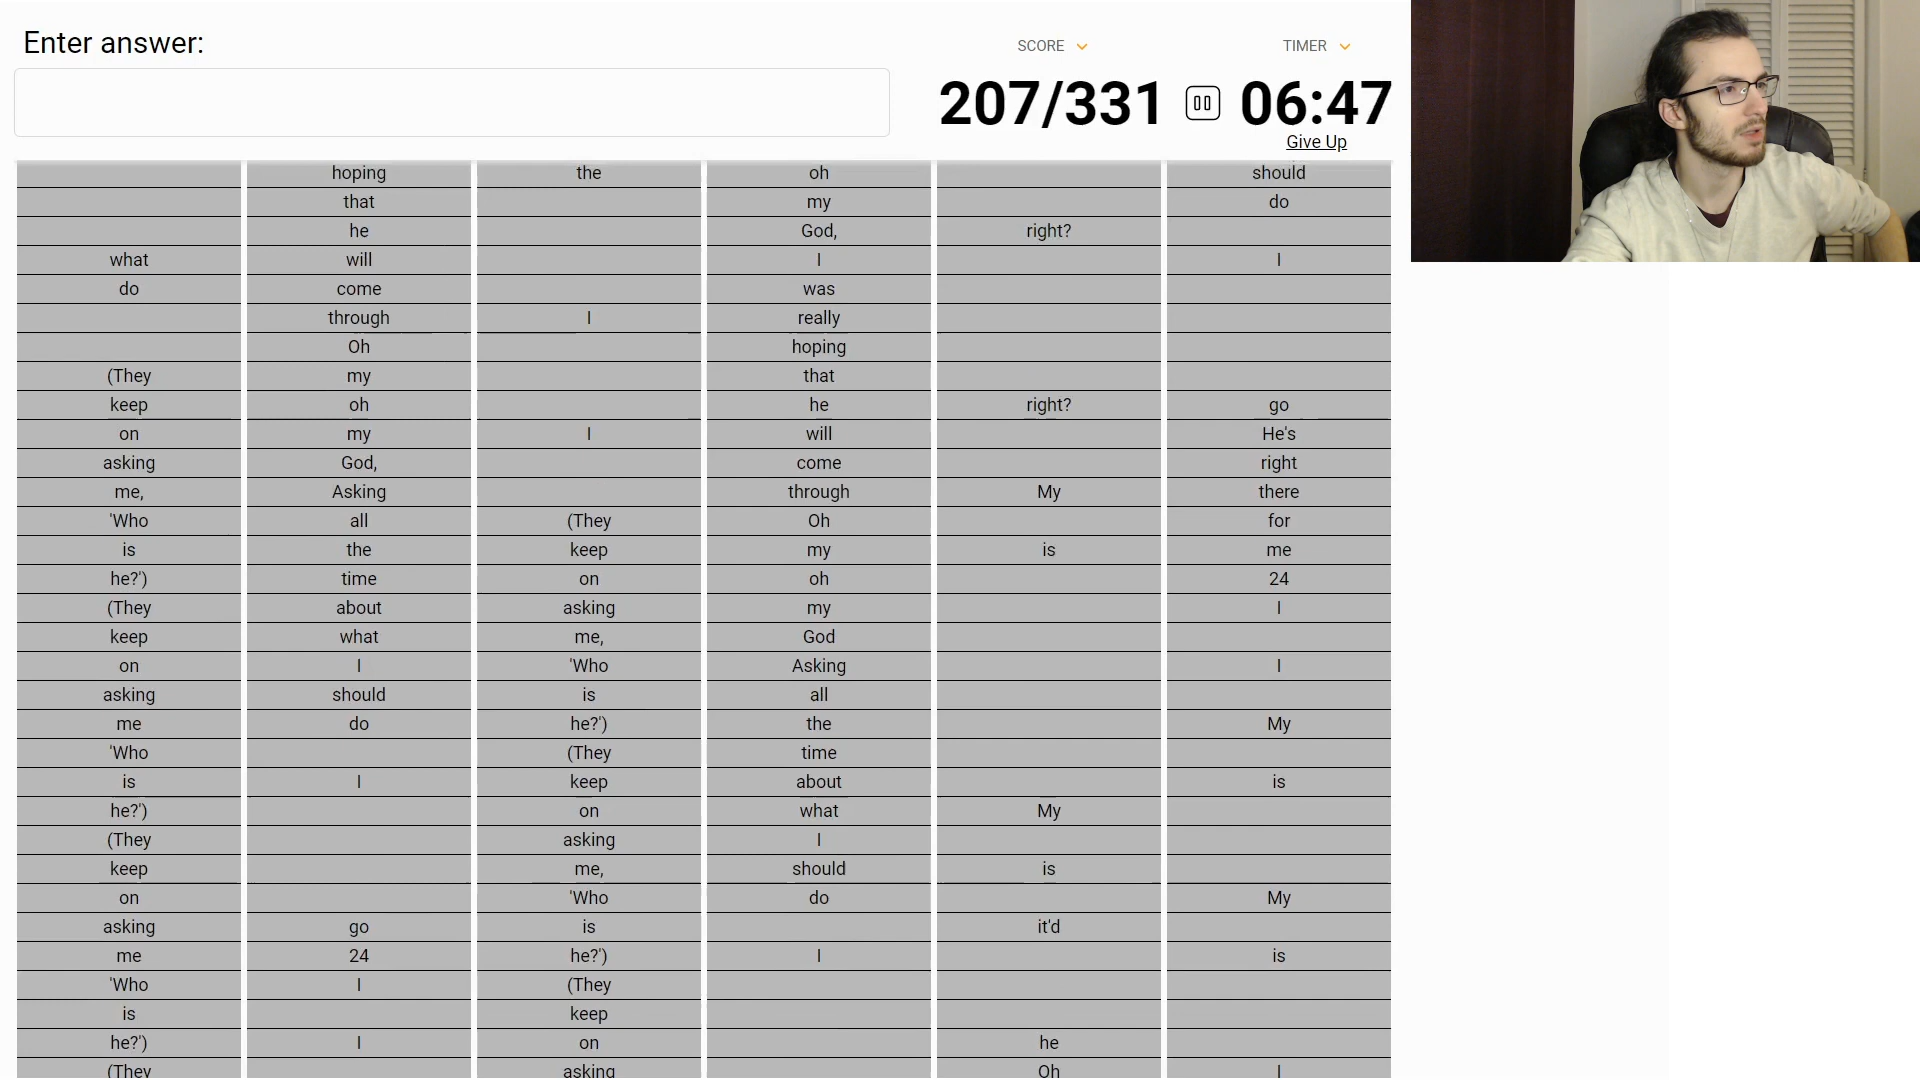 Enter answer:
SCORE
TIMER
207/331
06:47
Give Up
hoping the oh should
that my do
he God, right?
what will I I
do come was
through I really
Oh hoping
(They my that
keep oh he right? go
on my I will He's
asking God, come right
me, Asking through My there
'Who all (They Oh for
is the keep my is me
he?') time on oh 24
(They about asking my I
keep what me, God
on I 'Who Asking I
asking should is all
me do he?') the My
'Who (They time
is I keep about is
he?') on what My
(They asking I
keep me, should is
on 'Who do My
asking go is it'd
me 24 he?') I is
'Who I (They
is keep
he?') I on he
(They asking Oh I